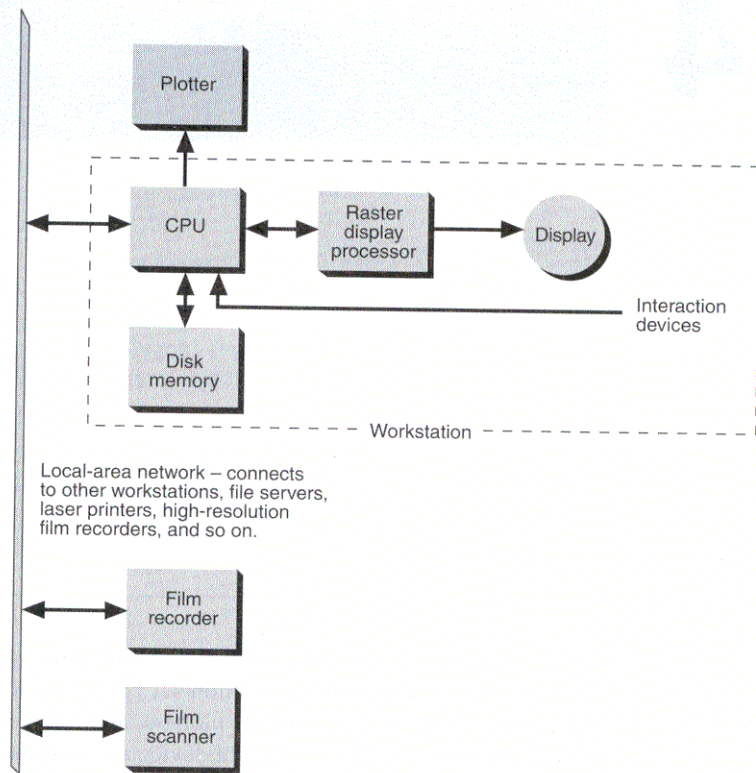 Plotter
CPU
Raster
display
processor
Display
Interaction
devices
Disk
memory
Workstation
Local-area network – connects
to other workstations, file servers,
laser printers, high-resolution
film recorders, and so on.
Film
recorder
Film
scanner